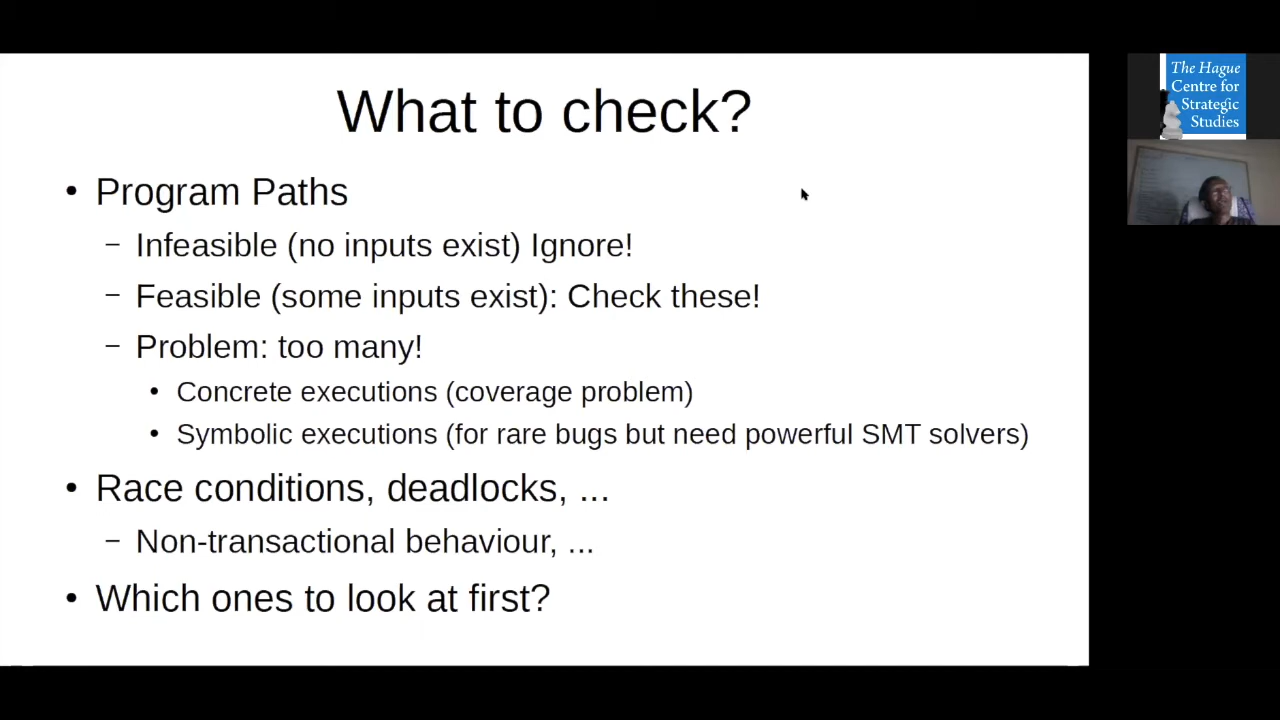 What to check?
• Program Paths
– Infeasible (no inputs exist) Ignore!
– Feasible (some inputs exist): Check these!
– Problem: too many!
• Concrete executions (coverage problem)
• Symbolic executions (for rare bugs but need powerful SMT solvers)
• Race conditions, deadlocks, ...
– Non-transactional behaviour, ...
• Which ones to look at first?
The Hague
Centre for
Strategic
Studies